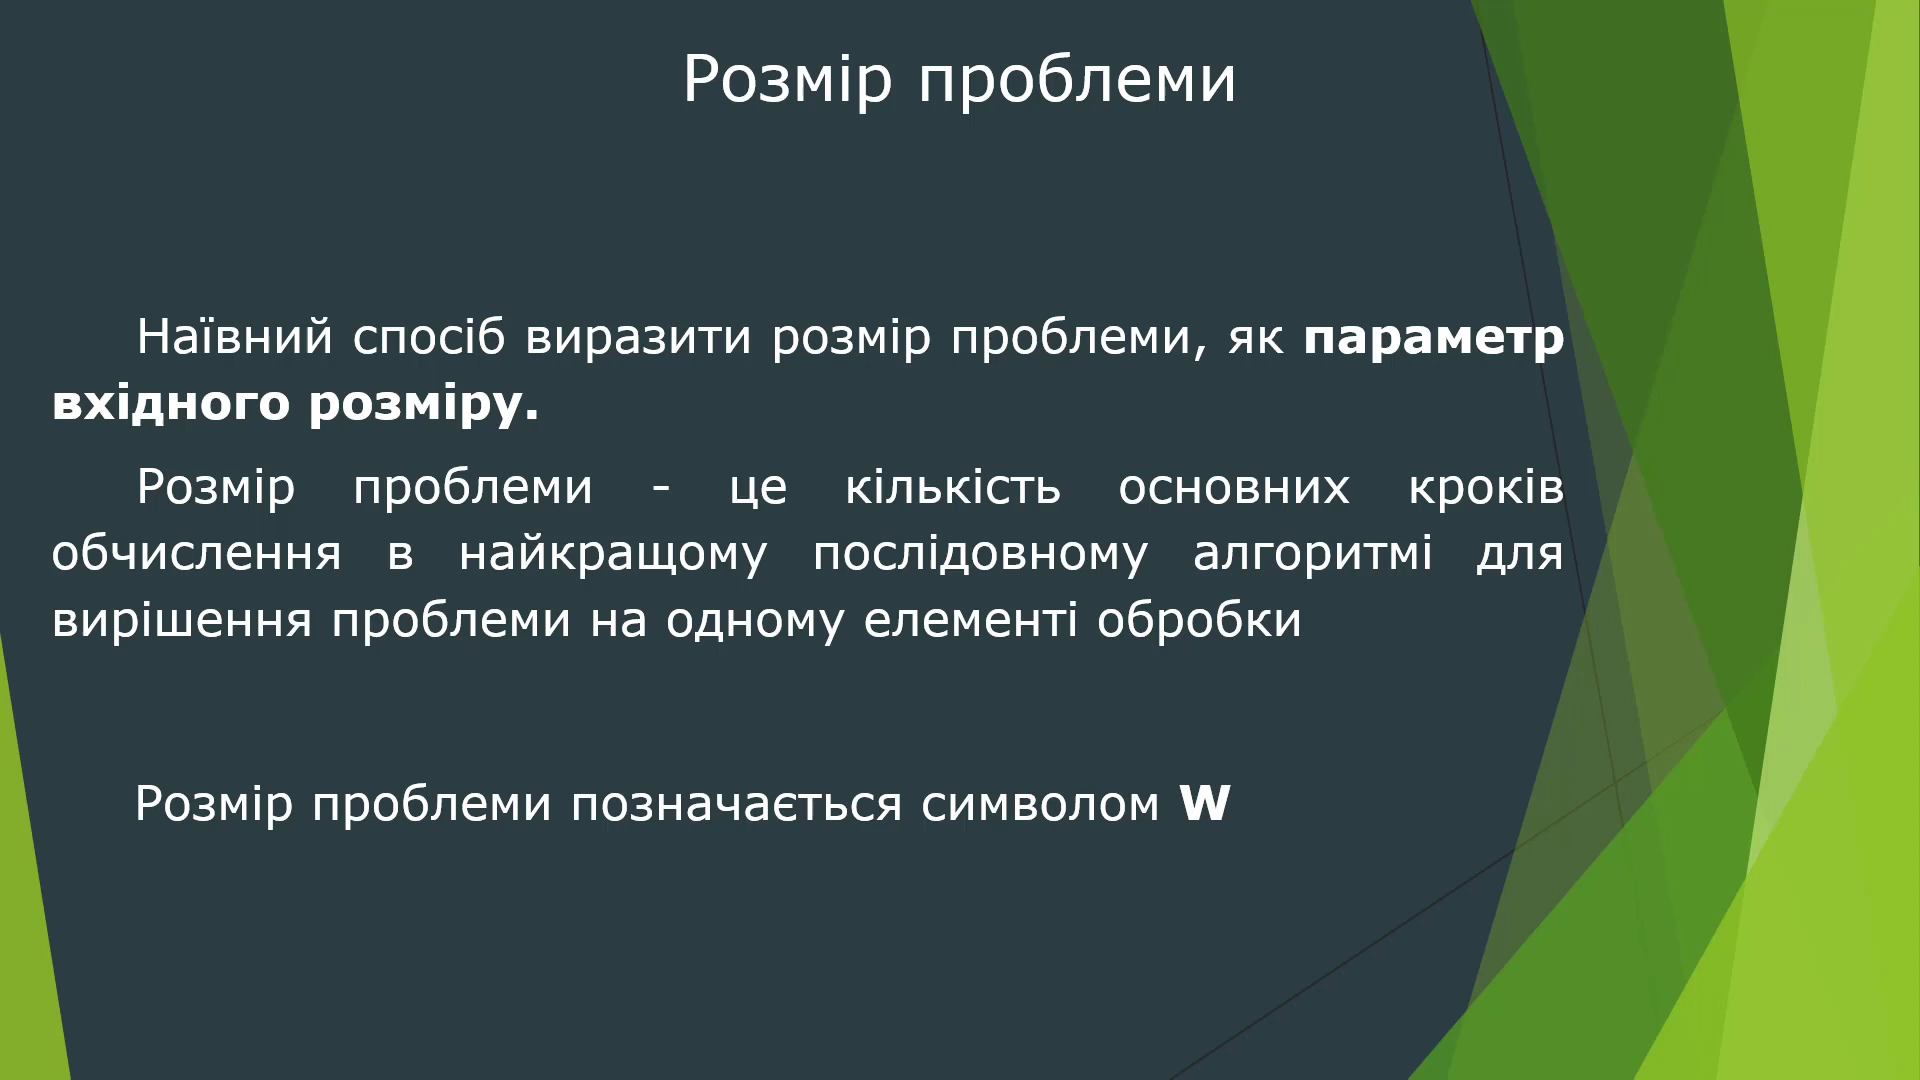 Розмір проблеми
Наївний спосіб виразити розмір проблеми, як параметр
вхідного розміру.
Розмір проблеми - це кількість основних кроків
обчислення в найкращому послідовному алгоритмі для
вирішення проблеми на одному елементі обробки
Розмір проблеми позначається символом W